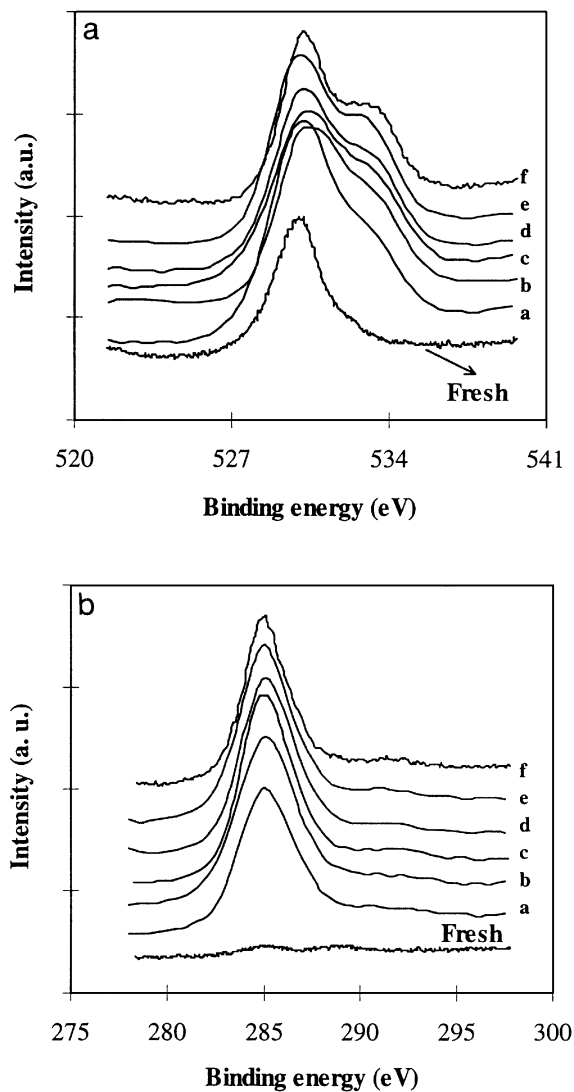 a
Intensity (a.u.)
f
e
d
c
b
a
Fresh
520 527 534 541
Binding energy (eV)
b
Intensity (a. u.)
f
e
d
c
b
a
Fresh
275 280 285 290 295 300
Binding energy (eV)